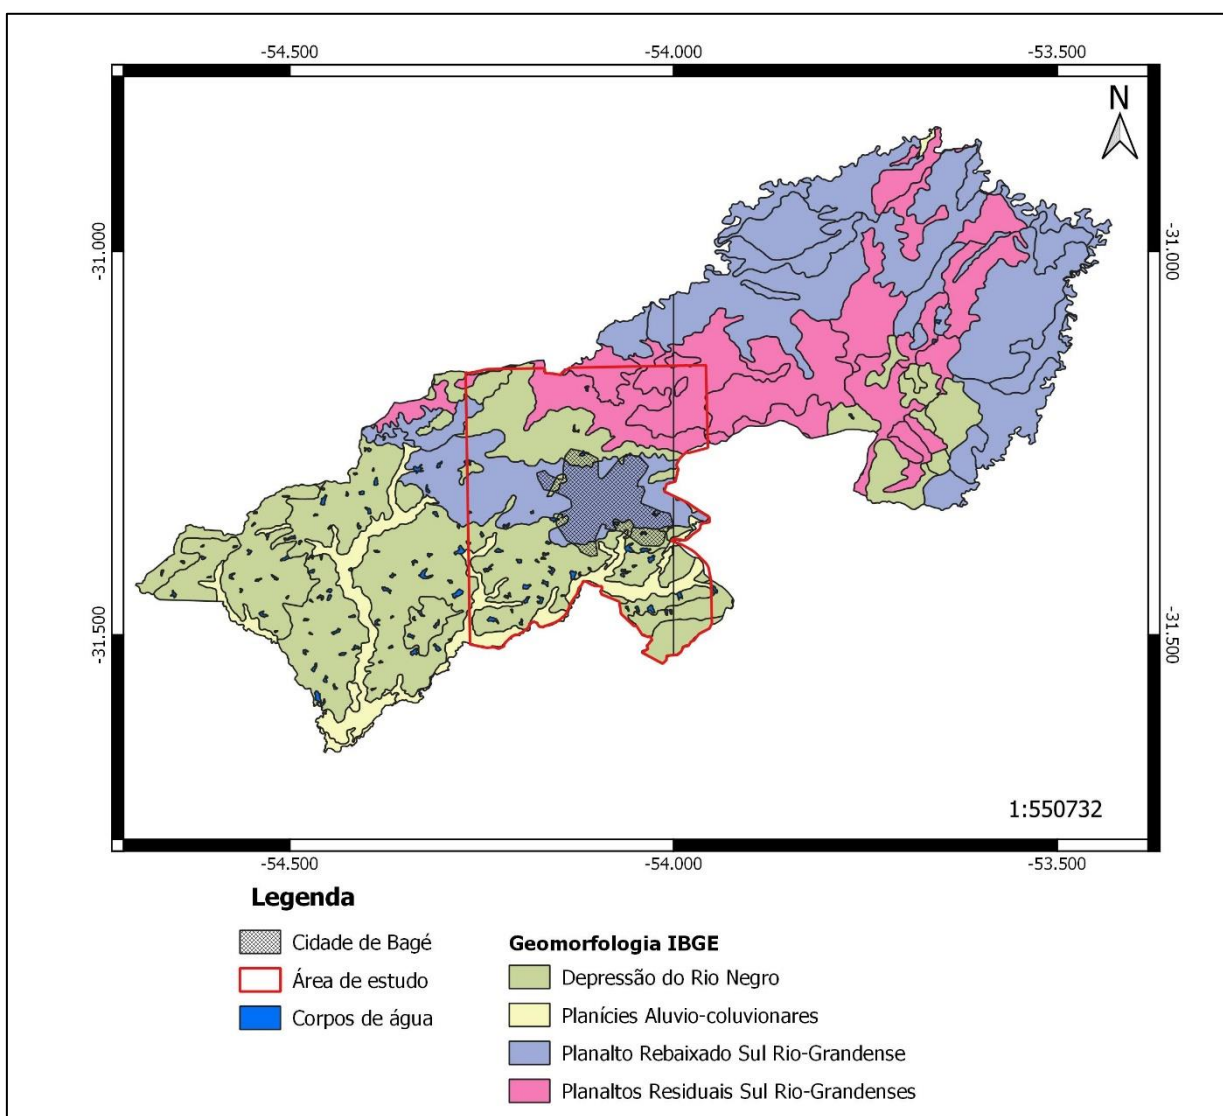 -54.500 -54.000 -53.500
N
-31.000 -31.000
-31.500 -31.500
1:550732
-54.500 -54.000 -53.500
Legenda
Cidade de Bagé
Área de estudo
Corpos de água
Geomorfologia IBGE
Depressão do Rio Negro
Planícies Aluvio-coluvionares
Planalto Rebaixado Sul Rio-Grandense
Planaltos Residuais Sul Rio-Grandenses